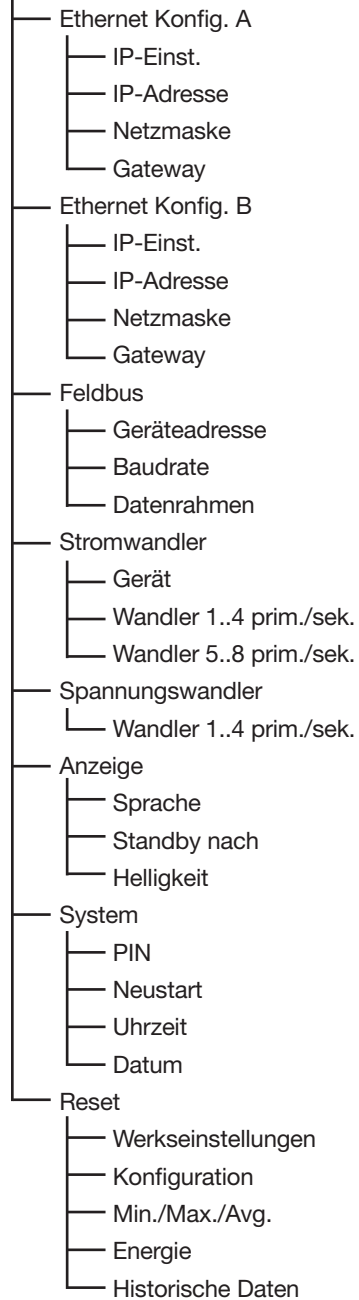 Ethernet Konfig. A
IP-Einst.
IP-Adresse
Netzmaske
Gateway
Ethernet Konfig. B
IP-Einst.
IP-Adresse
Netzmaske
Gateway
Feldbus
Geräteadresse
Baudrate
Datenrahmen
Stromwandler
Gerät
Wandler 1..4 prim./sek.
Wandler 5..8 prim./sek.
Spannungswandler
Wandler 1..4 prim./sek.
Anzeige
Sprache
Standby nach
Helligkeit
System
PIN
Neustart
Uhrzeit
Datum
Reset
Werkseinstellungen
Konfiguration
Min./Max./Avg.
Energie
Historische Daten